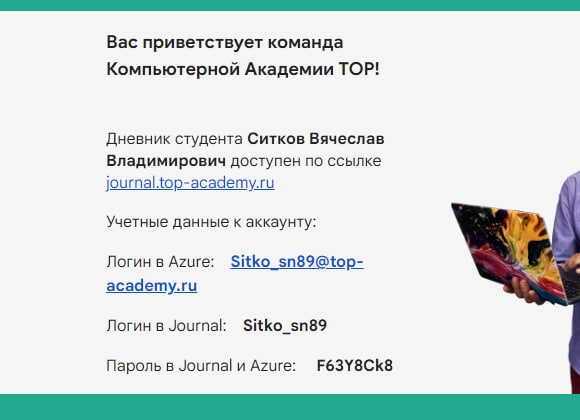 Вас приветствует команда
Компьютерной Академии TOP!
Дневник студента Ситков Вячеслав
Владимирович доступен по ссылке
journal.top-academy.ru
Учетные данные к аккаунту:
Логин в Azure: Sitko_sn89@top-
academy.ru
Логин в Journal: Sitko_sn89
Пароль в Journal и Azure: F63Y8Ck8